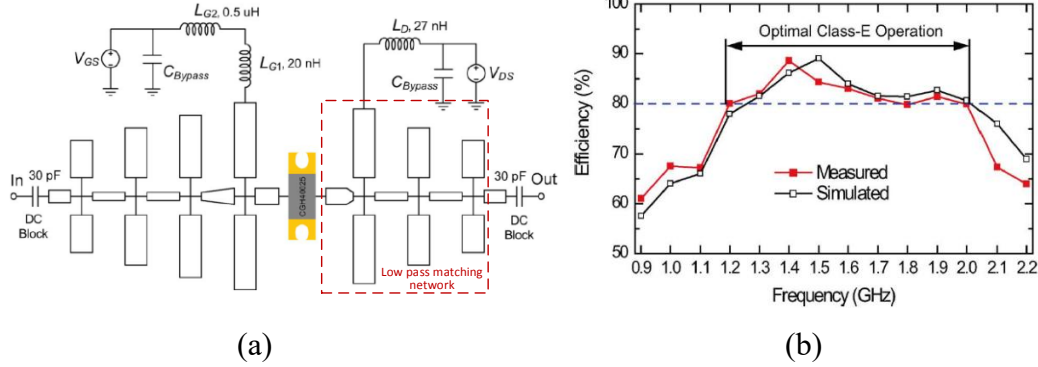 L_G2, 0.5 uH
V_GS
C_Bypass
L_G1, 20 nH
L_D, 27 nH
C_Bypass
V_DS
In
30 pF
DC
Block
CGH40025
30 pF
Out
DC
Block
Low pass matching
network
(a)
Efficiency (%)
100
90
80
70
60
50
Optimal Class-E Operation
Measured
Simulated
0.9 1.0 1.1 1.2 1.3 1.4 1.5 1.6 1.7 1.8 1.9 2.0 2.1 2.2
Frequency (GHz)
(b)